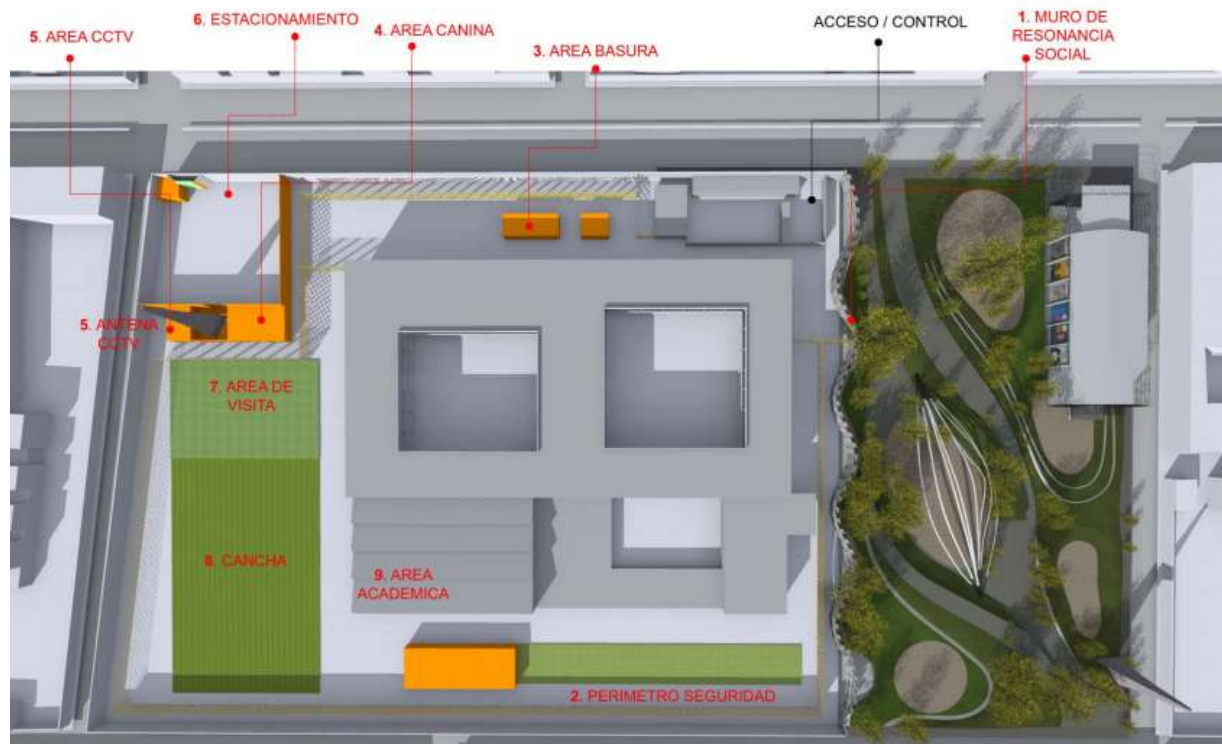 6. ESTACIONAMIENTO
5. AREA CCTV
4. AREA CANINA
3. AREA BASURA
ACCESO / CONTROL
1. MURO DE
RESONANCIA
SOCIAL
5. ANTENA
CCTV
7. AREA DE
VISITA
8. CANCHA
9. AREA
ACADEMICA
2. PERIMETRO SEGURIDAD